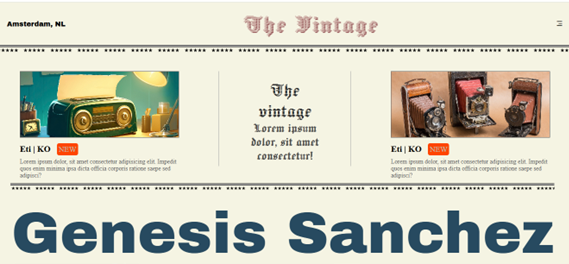 Amsterdam, NL
The Vintage
***** ***** ***** ***** ***** ***** ***** ***** ***** ***** ***** ***** ***** ***** ***** ***** ***** ***** ***** ***** ***** ***** *****
Eti | KO NEW
Lorem ipsum dolor, sit amet consectetur adipisicing elit. Impedit
quos enim minima ipsa dicta officia corporis ratione saepe sed
adipisci?
The
vintage
Lorem ipsum
dolor, sit amet
consectetur!
Eti | KO NEW
Lorem ipsum dolor, sit amet consectetur adipisicing elit. Impedit
quos enim minima ipsa dicta officia corporis ratione saepe sed
adipisci?
***** ***** ***** ***** ***** ***** ***** ***** ***** ***** ***** ***** ***** ***** ***** ***** ***** ***** ***** ***** ***** *****
Genesis Sanchez